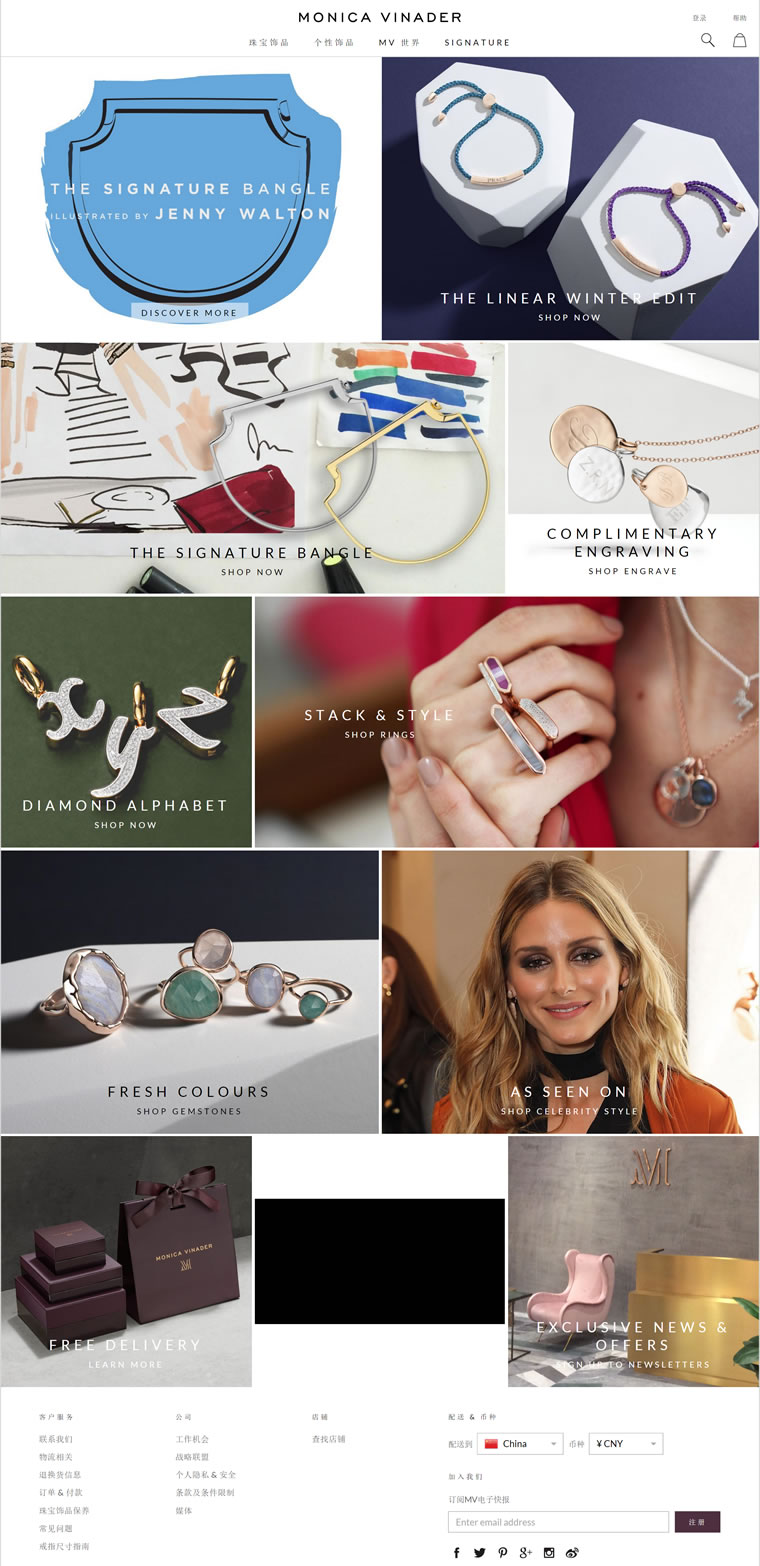 MONICA VINADER
登录 帮助
珠宝饰品 个性饰品 MV 世界 SIGNATURE
THE SIGNATURE BANGLE
ILLUSTRATED BY JENNY WALTON
DISCOVER MORE
PEACE
THE LINEAR WINTER EDIT
SHOP NOW
THE SIGNATURE BANGLE
SHOP NOW
COMPLIMENTARY
ENGRAVING
SHOP ENGRAVE
x y z
DIAMOND ALPHABET
SHOP NOW
STACK & STYLE
SHOP RINGS
FRESH COLOURS
SHOP GEMSTONES
AS SEEN ON
SHOP CELEBRITY STYLE
MONICA VINADER
FREE DELIVERY
LEARN MORE
EXCLUSIVE NEWS &
OFFERS
SIGN UP TO NEWSLETTERS
客户服务
联系我们
物流相关
退换货信息
订单 & 付款
珠宝饰品保养
常见问题
戒指尺寸指南
公司
工作机会
战略联盟
个人隐私 & 安全
条款及条件限制
媒体
店铺
查找店铺
配送 & 币种
配送到 China 币种 ¥ CNY
加入我们
订阅MV电子快报
Enter email address 注册